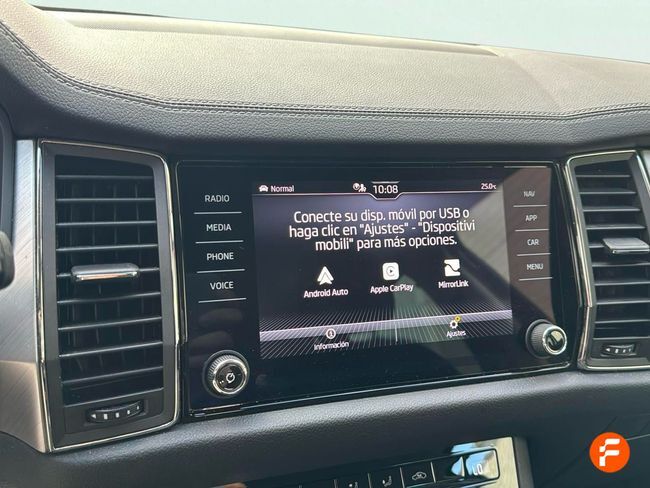 Normal 10:08 25.0°C
RADIO
MEDIA
PHONE
VOICE
Conecte su disp. móvil por USB o
haga clic en "Ajustes" - "Dispositivi
mobili" para más opciones.
Android Auto Apple CarPlay MirrorLink
Información Ajustes
NAV
APP
CAR
MENU
LO